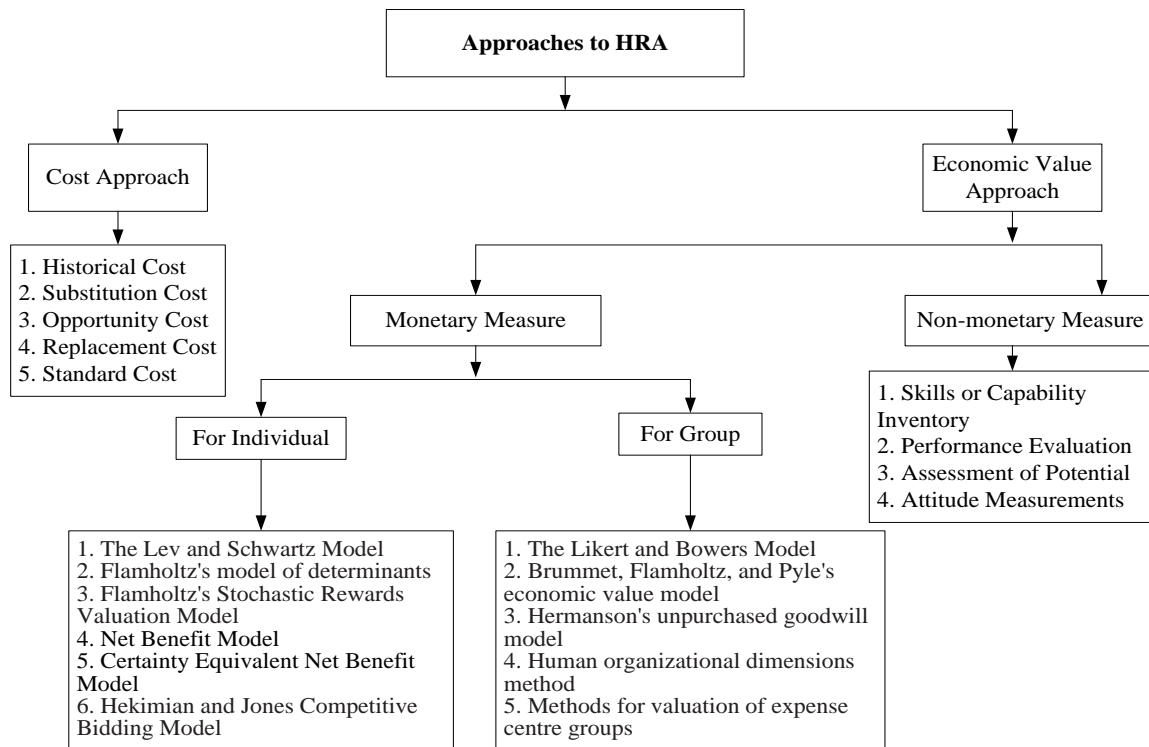 Approaches to HRA
Cost Approach
Economic Value
Approach
1. Historical Cost
2. Substitution Cost
3. Opportunity Cost
4. Replacement Cost
5. Standard Cost
Monetary Measure
Non-monetary Measure
1. Skills or Capability
Inventory
2. Performance Evaluation
3. Assessment of Potential
4. Attitude Measurements
For Individual
For Group
1. The Lev and Schwartz Model
2. Flamholtz's model of determinants
3. Flamholtz's Stochastic Rewards
Valuation Model
4. Net Benefit Model
5. Certainty Equivalent Net Benefit
Model
6. Hekimian and Jones Competitive
Bidding Model
1. The Likert and Bowers Model
2. Brummet, Flamholtz, and Pyle's
economic value model
3. Hermanson's unpurchased goodwill
model
4. Human organizational dimensions
method
5. Methods for valuation of expense
centre groups